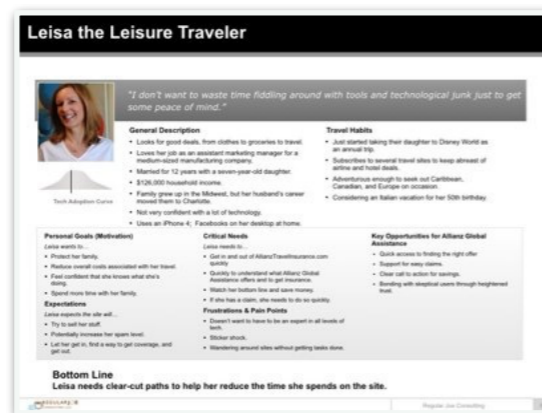 Leisa the Leisure Traveler
"I don't want to waste time fiddling around with tools and technological junk just to get
some peace of mind."
Tech Adoption Curve
General Description
• Looks for good deals, from clothes to groceries to travel.
• Loves her job as an assistant marketing manager for a
medium-sized manufacturing company.
• Married for 12 years with a seven-year-old daughter.
• $126,000 household income.
• Family grew up in the Midwest, but her husband's career
moved them to Charlotte.
• Not very confident with a lot of technology.
• Uses an iPhone 4; Facebooks on her desktop at home.
Travel Habits
• Just started taking their daughter to Disney World as
an annual trip.
• Subscribes to several travel sites to keep abreast of
airline and hotel deals.
• Adventurous enough to seek out Caribbean,
Canadian, and Europe on occasion
• Considering an Italian vacation for her 50th birthday.
Personal Goals (Motivation)
Leisa wants to…
• Protect her family.
• Reduce overall costs associated with her travel.
• Feel confident that she knows what she's
doing.
• Spend more time with her family.
Expectations
Leisa expects the site will…
• Try to sell her stuff.
• Potentially increase her spam level.
• Let her get in, find a way to get coverage, and
get out.
Critical Needs
Leisa needs to…
• Get in and out of AllianzTravelInsurance.com
quickly
• Quickly to understand what Allianz Global
Assistance offers and to get insurance.
• Watch her bottom line and save money.
• If she has a claim, she needs to do so quickly.
Frustrations & Pain Points
• Doesn't want to have to be an expert in all levels of
tech.
• Sticker shock.
• Wandering around sites without getting tasks done.
Key Opportunities for Allianz Global
Assistance
• Quick access to finding the right offer
• Support for easy claims.
• Clear call to action for savings.
• Bonding with skeptical users through heightened
trust.
Bottom Line
Leisa needs clear-cut paths to help her reduce the time she spends on the site.
Regular Joe Consulting